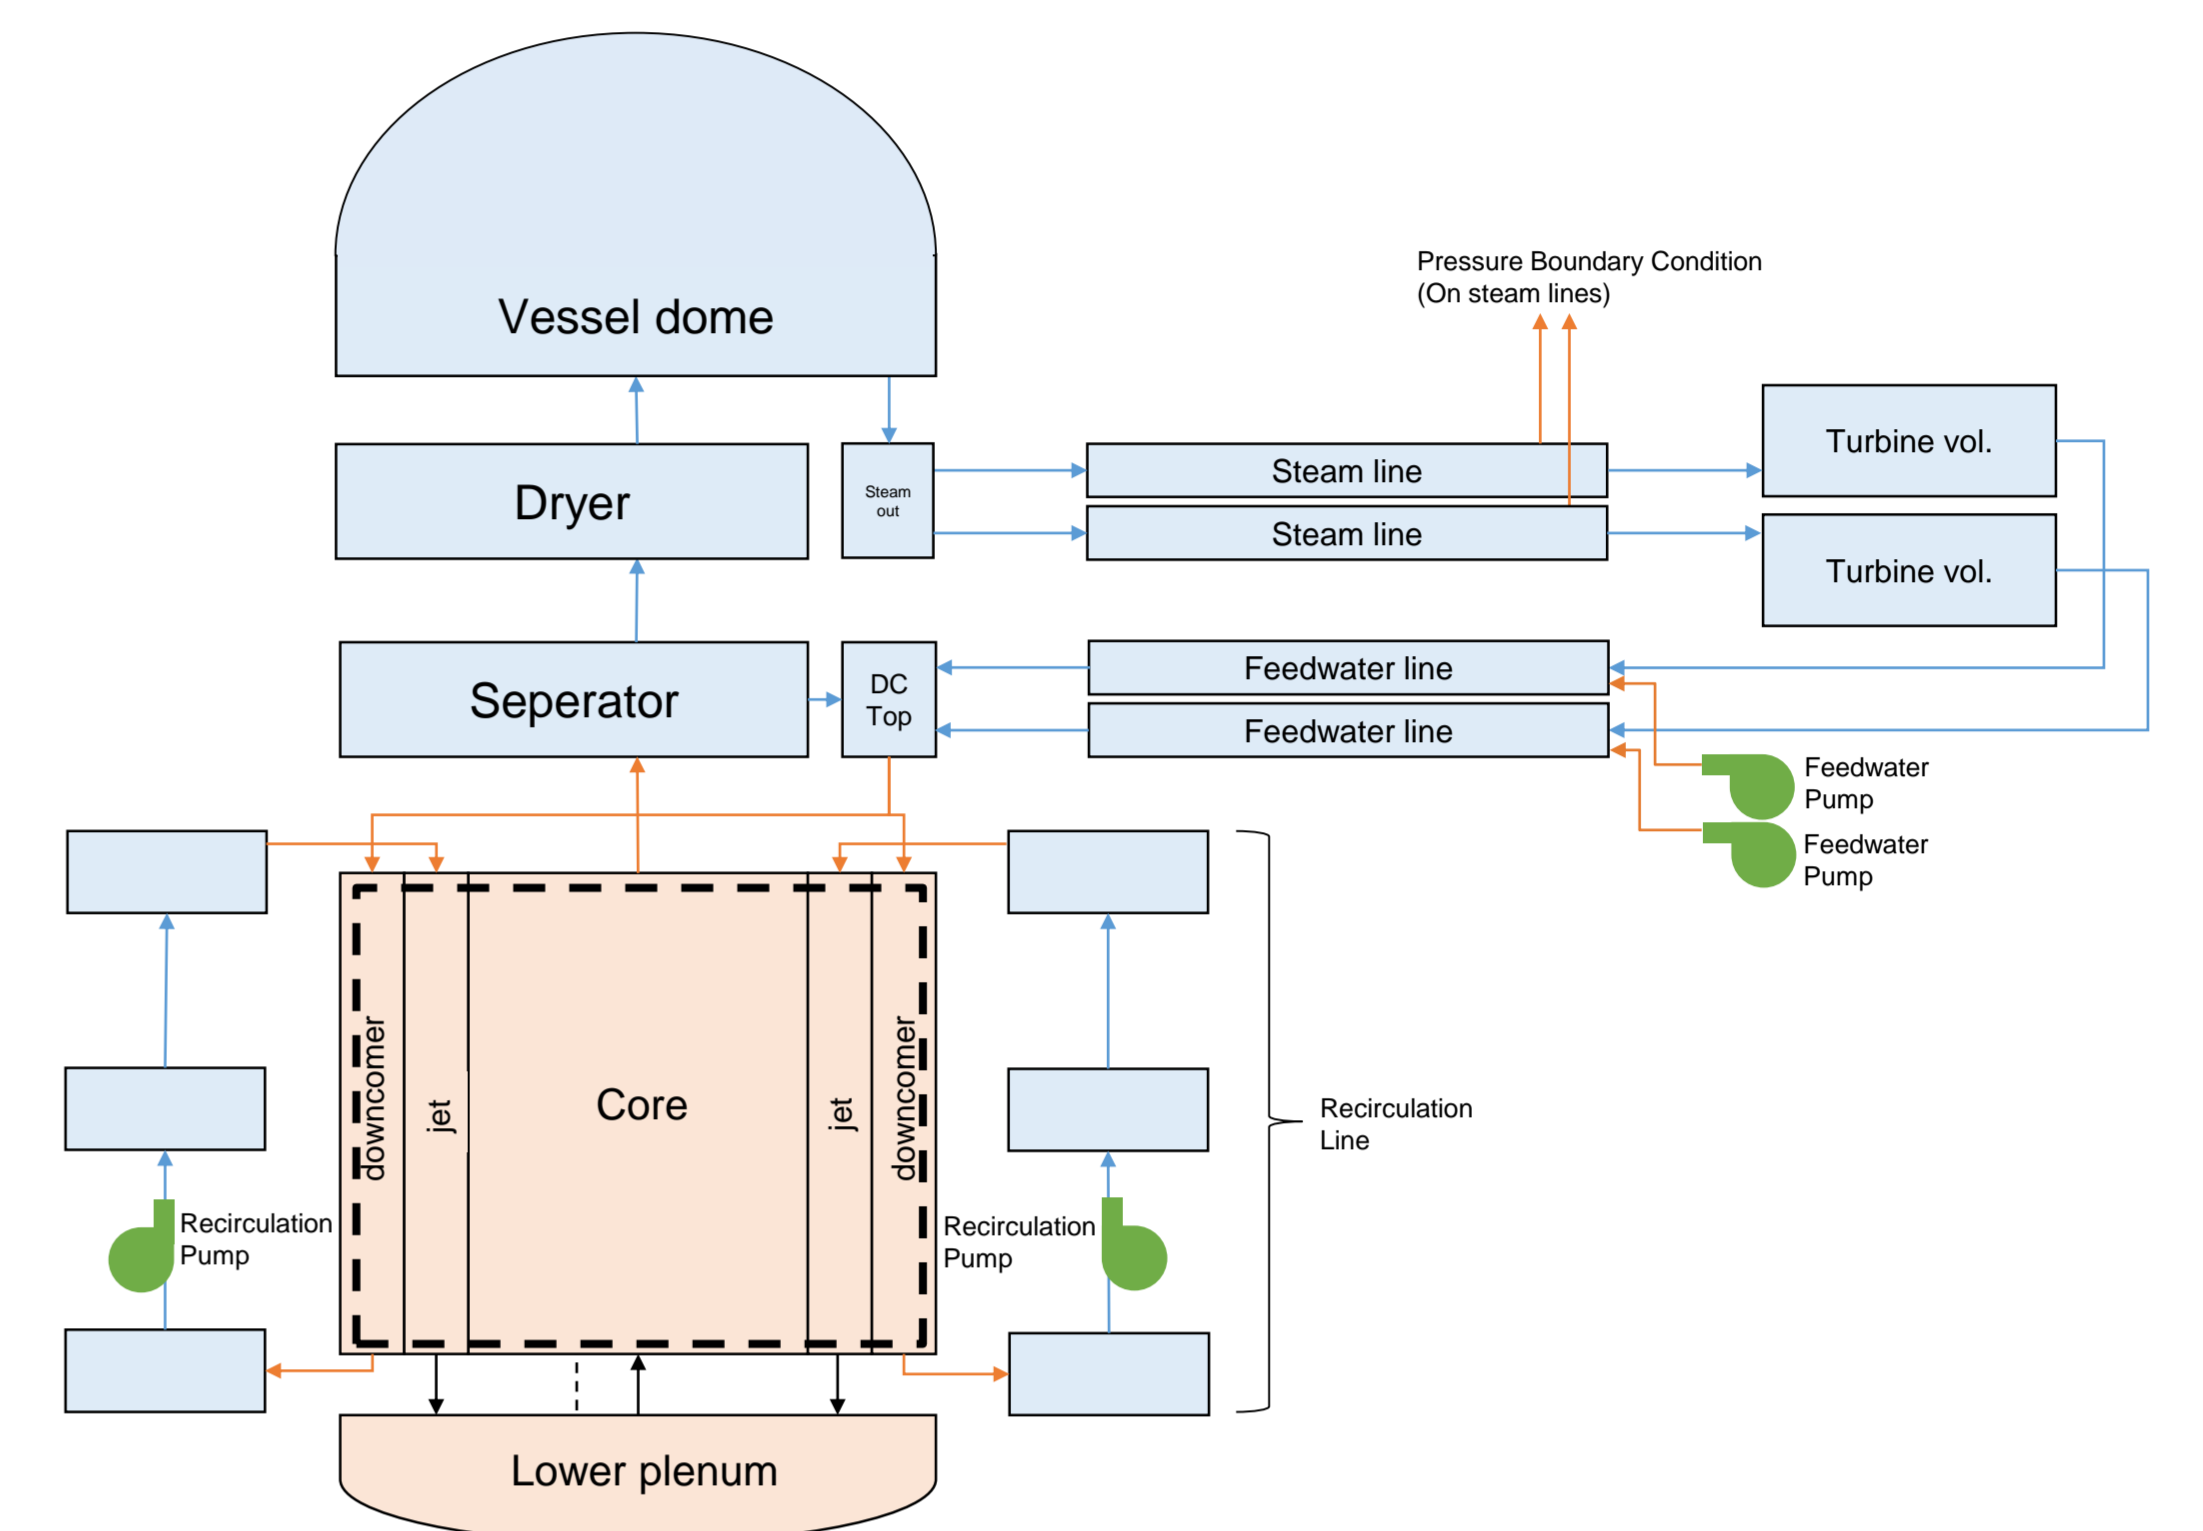 Vessel dome
Pressure Boundary Condition
(On steam lines)
Dryer
Steam
out
Steam line
Steam line
Turbine vol.
Turbine vol.
Seperator
DC
Top
Feedwater line
Feedwater line
Feedwater
Pump
Feedwater
Pump
downcomer
jet
Core
jet
downcomer
Recirculation
Line
Recirculation
Pump
Recirculation
Pump
Lower plenum